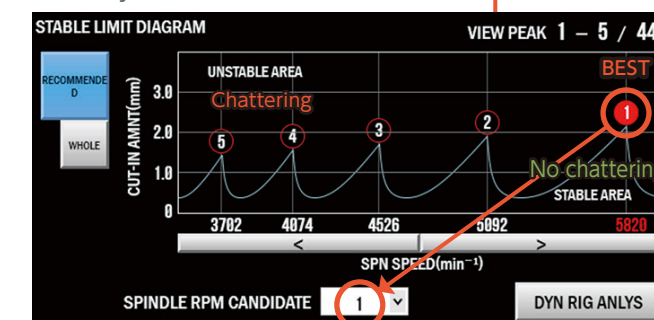 STABLE LIMIT DIAGRAM
VIEW PEAK 1 – 5 / 44
RECOMMENDE
D
WHOLE
CUT-IN AMNT(mm)
3.0
2.0
1.0
0
UNSTABLE AREA
Chattering
BEST
5
4
3
2
1
No chatterin
STABLE AREA
3702 4074 4526 5092 5820
< >
SPN SPEED(min⁻¹)
SPINDLE RPM CANDIDATE 1
DYN RIG ANLYS